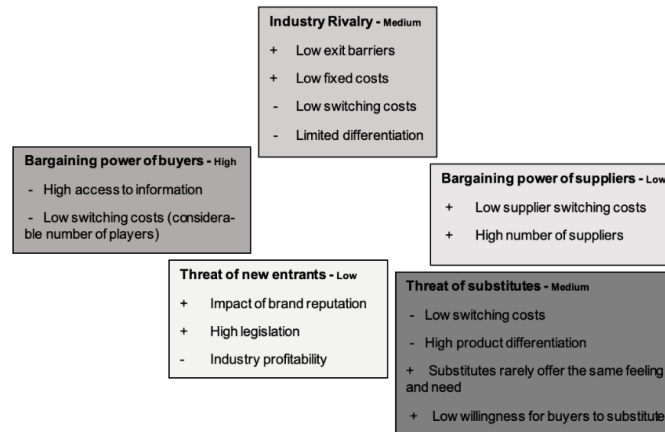 Industry Rivalry - Medium
+ Low exit barriers
+ Low fixed costs
- Low switching costs
- Limited differentiation
Bargaining power of buyers - High
- High access to information
- Low switching costs (considera-
ble number of players)
Bargaining power of suppliers - Low
+ Low supplier switching costs
+ High number of suppliers
Threat of new entrants - Low
+ Impact of brand reputation
+ High legislation
- Industry profitability
Threat of substitutes - Medium
- Low switching costs
- High product differentiation
+ Substitutes rarely offer the same feeling
and need
+ Low willingness for buyers to substitute